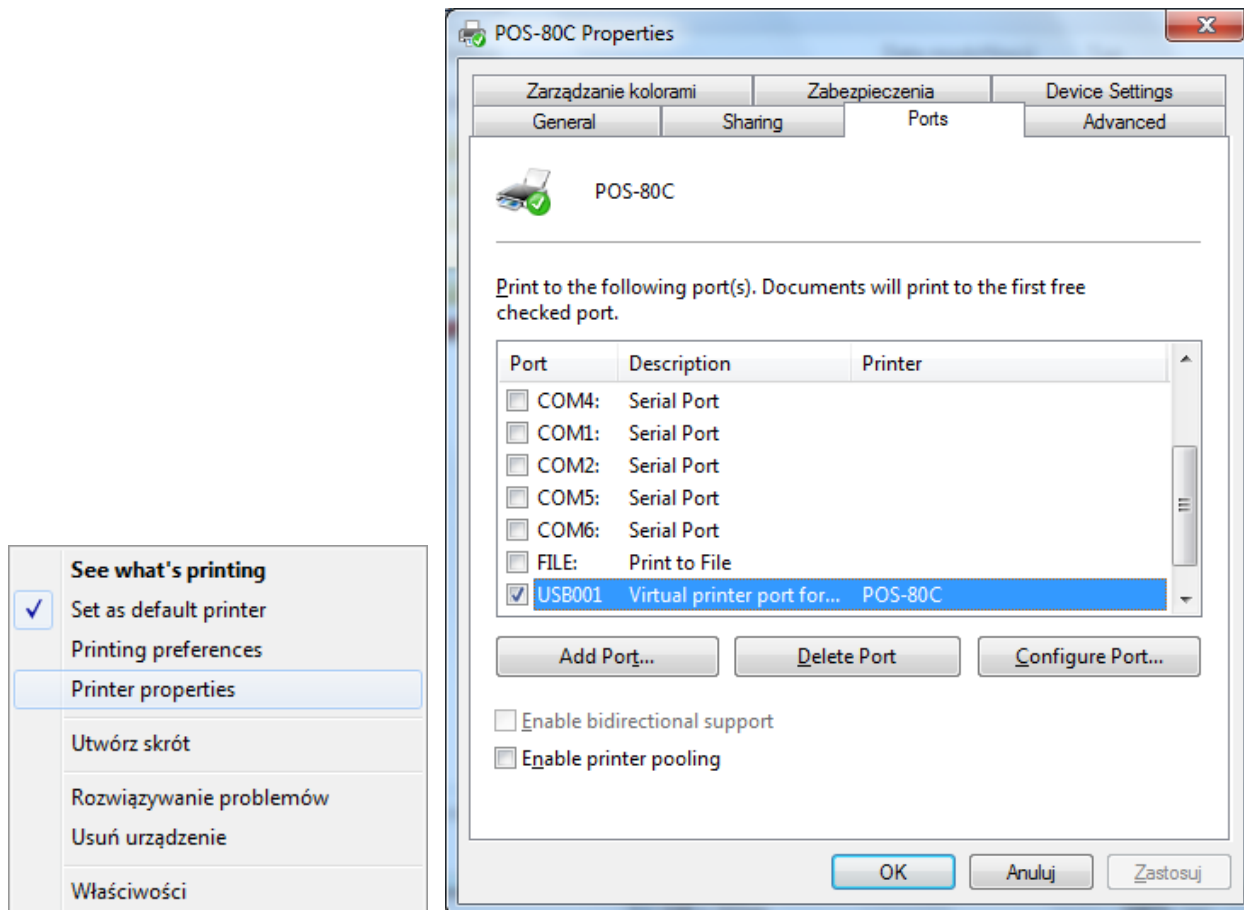 See what's printing
Set as default printer
Printing preferences
Printer properties
Utwórz skrót
Rozwiązywanie problemów
Usuń urządzenie
Właściwości
POS-80C Properties
Zarządzanie kolorami Zabezpieczenia Device Settings
General Sharing Ports Advanced
POS-80C
Print to the following port(s). Documents will print to the first free
checked port.
Port Description Printer
COM4: Serial Port
COM1: Serial Port
COM2: Serial Port
COM5: Serial Port
COM6: Serial Port
FILE: Print to File
USB001 Virtual printer port for... POS-80C
Add Port... Delete Port Configure Port...
Enable bidirectional support
Enable printer pooling
OK Anuluj Zastosuj